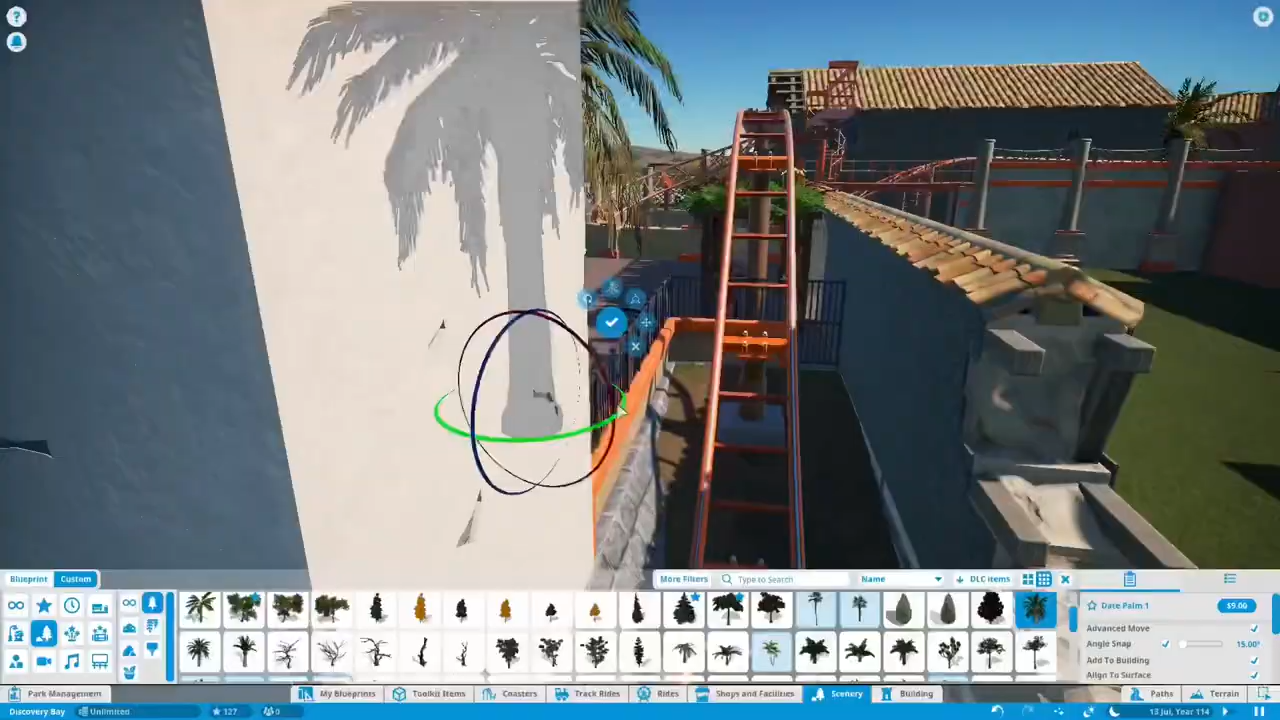 Blueprint Custom
More Filters Type to Search Name DLC items
Date Palm 1 $9.00
Advanced Move
Angle Snap 15.00°
Add To Building
Align To Surface
Park Management My Blueprints Toolkit Items Coasters Track Rides Rides Shops and Facilities Scenery Building Paths Terrain
Discovery Bay Unlimited 127 0 13 Jul, Year 114